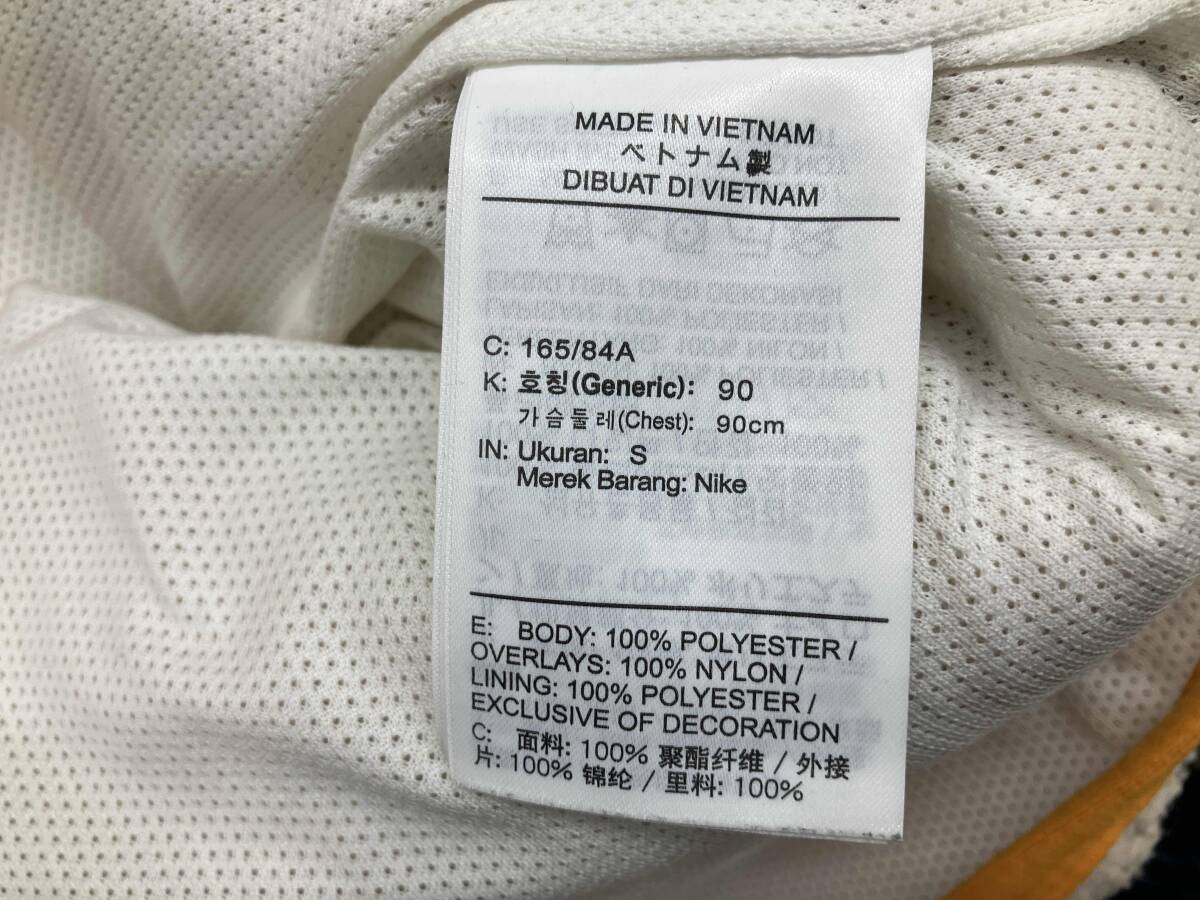 MADE IN VIETNAM
ベトナム製
DIBUAT DI VIETNAM
C: 165/84A
K: 호칭(Generic): 90
가슴둘레(Chest): 90cm
IN: Ukuran: S
Merek Barang: Nike
E: BODY: 100% POLYESTER /
OVERLAYS: 100% NYLON /
LINING: 100% POLYESTER /
EXCLUSIVE OF DECORATION
C: 面料: 100% 聚酯纤维 / 外接
片: 100% 锦纶 / 里料: 100%